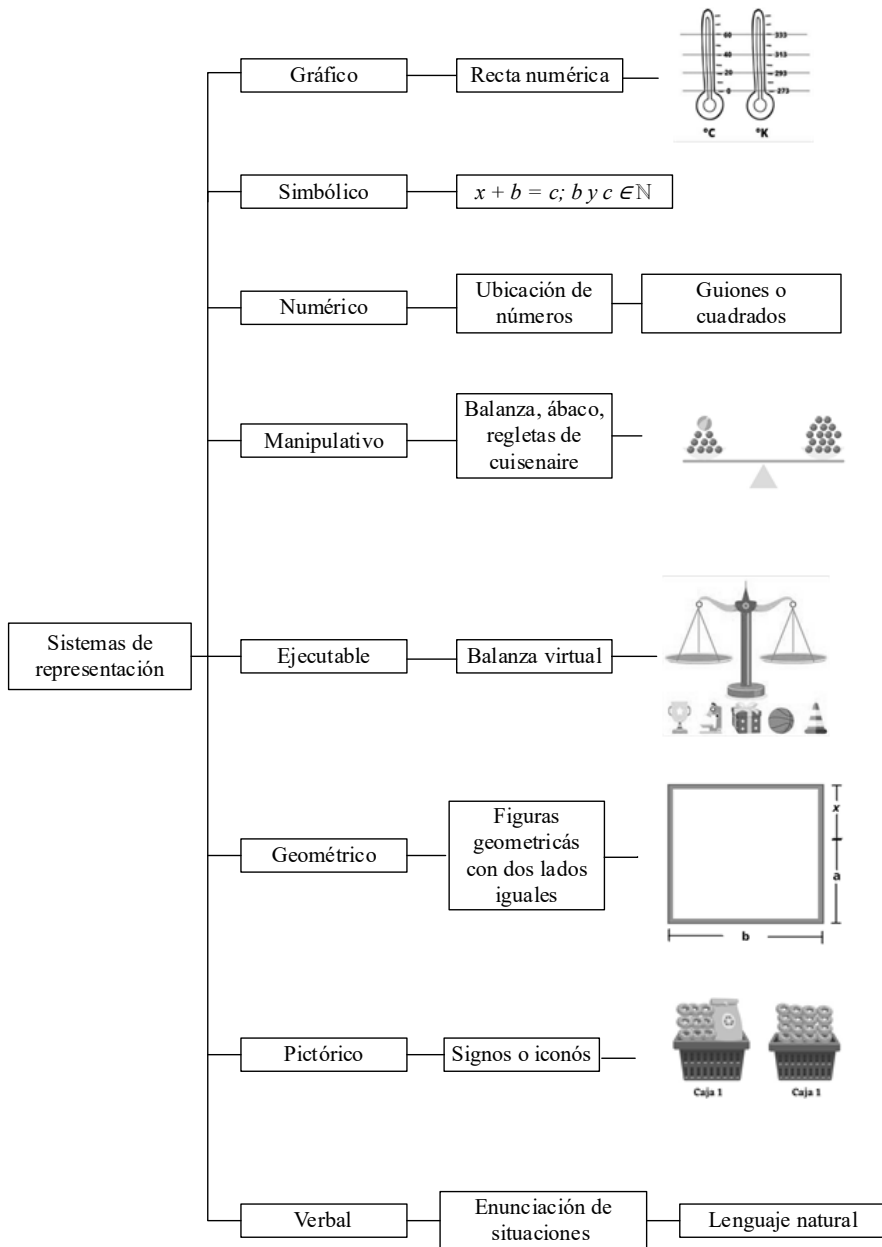 Gráfico
Recta numérica
60
40
20
0
333
313
293
273
°C
°K
Simbólico
x + b = c; b y c ∈ ℕ
Numérico
Ubicación de
números
Guiones o
cuadrados
Manipulativo
Balanza, ábaco,
regletas de
cuisenaire
Sistemas de
representación
Ejecutable
Balanza virtual
Geométrico
Figuras
geometricás
con dos lados
iguales
x
a
b
Pictórico
Signos o iconós
Caja 1
Caja 1
Verbal
Enunciación de
situaciones
Lenguaje natural